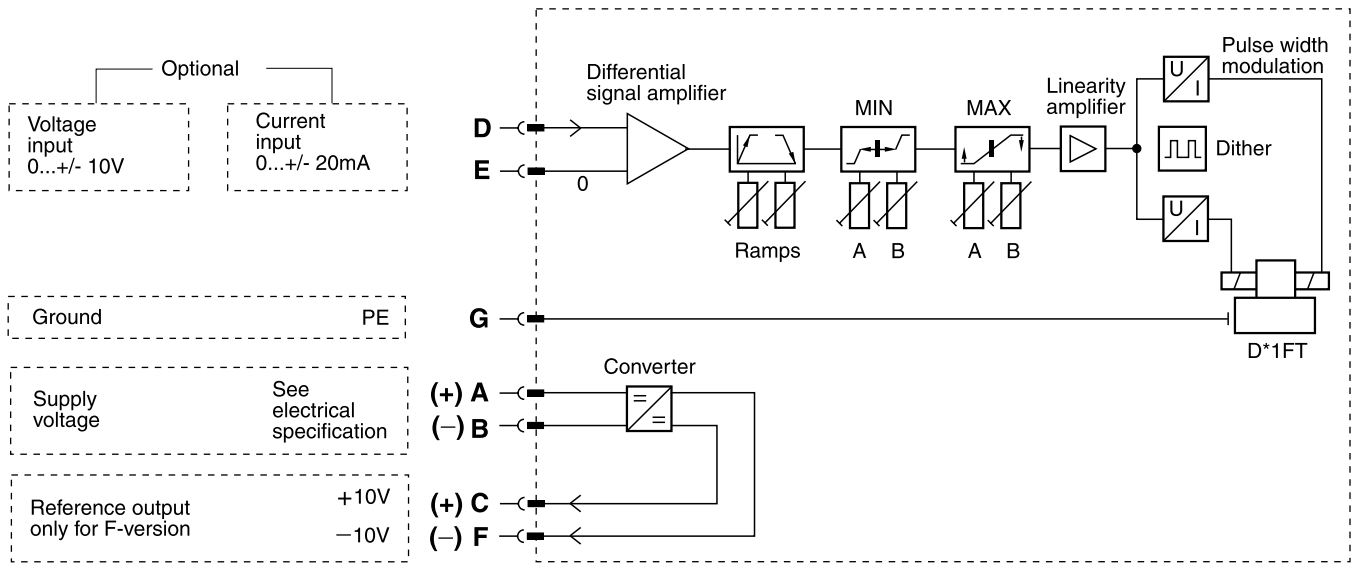 Optional
Voltage
input
0...+/- 10V
Current
input
0...+/- 20mA
D
E
0
Differential
signal amplifier
Ramps
MIN
A B
MAX
A B
Linearity
amplifier
U
I
Pulse width
modulation
Dither
U
I
D*1FT
Ground PE
G
Supply
voltage
See
electrical
specification
(+) A
(−) B
Converter
=
=
Reference output
only for F-version
+10V
−10V
(+) C
(−) F